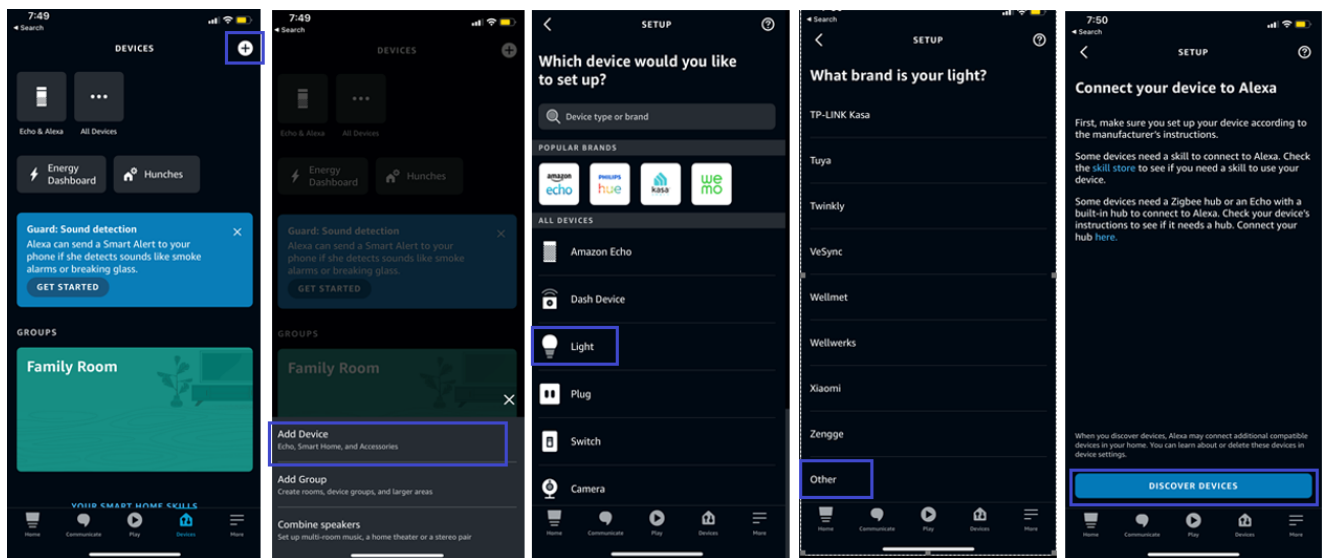 7:49
◂ Search
DEVICES
Echo & Alexa
All Devices
Energy
Dashboard
Hunches
Guard: Sound detection
Alexa can send a Smart Alert to your
phone if she detects sounds like smoke
alarms or breaking glass.
GET STARTED
GROUPS
Family Room
YOUR SMART HOME SKILLS
Home
Communicate
Play
Devices
More
7:49
◂ Search
DEVICES
Echo & Alexa
All Devices
Energy
Dashboard
Hunches
Guard: Sound detection
Alexa can send a Smart Alert to your
phone if she detects sounds like smoke
alarms or breaking glass.
GET STARTED
GROUPS
Family Room
Add Device
Echo, Smart Home, and Accessories
Add Group
Create rooms, device groups, and larger areas
Combine speakers
Set up multi-room music, a home theater or a stereo pair
SETUP
Which device would you like
to set up?
Device type or brand
POPULAR BRANDS
amazon
echo
PHILIPS
hue
kasa
we
mo
ALL DEVICES
Amazon Echo
Dash Device
Light
Plug
Switch
Camera
Home
Communicate
Play
Devices
More
◂ Search
SETUP
What brand is your light?
TP-LINK Kasa
Tuya
Twinkly
VeSync
Wellmet
Wellwerks
Xiaomi
Zengge
Other
Home
Communicate
Play
Devices
More
7:50
◂ Search
SETUP
Connect your device to Alexa
First, make sure you set up your device according to
the manufacturer's instructions.
Some devices need a skill to connect to Alexa. Check
the skill store to see if you need a skill to use your
device.
Some devices need a Zigbee hub or an Echo with a
built-in hub to connect to Alexa. Check your device's
instructions to see if it needs a hub. Connect your
hub here.
When you discover devices, Alexa may connect additional compatible
devices in your home. You can learn about or delete these devices in
device settings.
DISCOVER DEVICES
Home
Communicate
Play
Devices
More